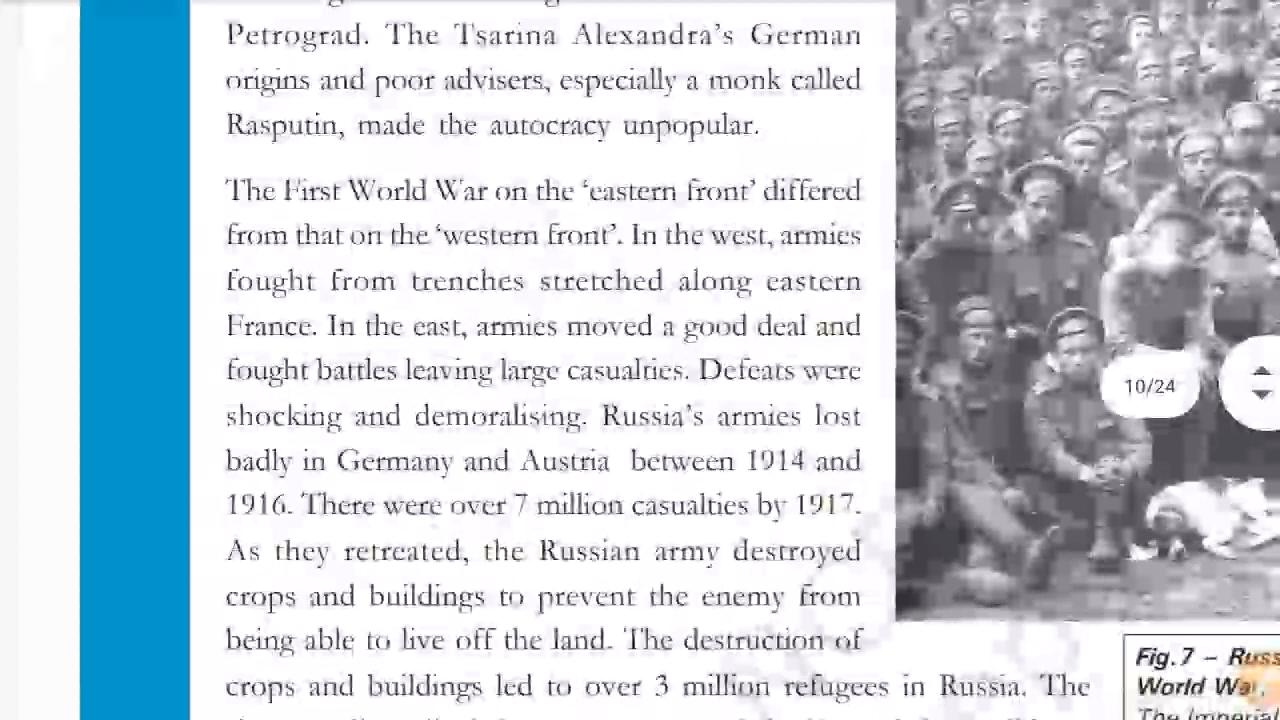 Petrograd. The Tsarina Alexandra's German
origins and poor advisers, especially a monk called
Rasputin, made the autocracy unpopular.
The First World War on the ‘eastern front’ differed
from that on the ‘western front’. In the west, armies
fought from trenches stretched along eastern
France. In the east, armies moved a good deal and
fought battles leaving large casualties. Defeats were
shocking and demoralising. Russia's armies lost
badly in Germany and Austria between 1914 and
1916. There were over 7 million casualties by 1917.
As they retreated, the Russian army destroyed
crops and buildings to prevent the enemy from
being able to live off the land. The destruction of
crops and buildings led to over 3 million refugees in Russia. The
10/24
Fig.7 – Russ
World War.
The Imperial